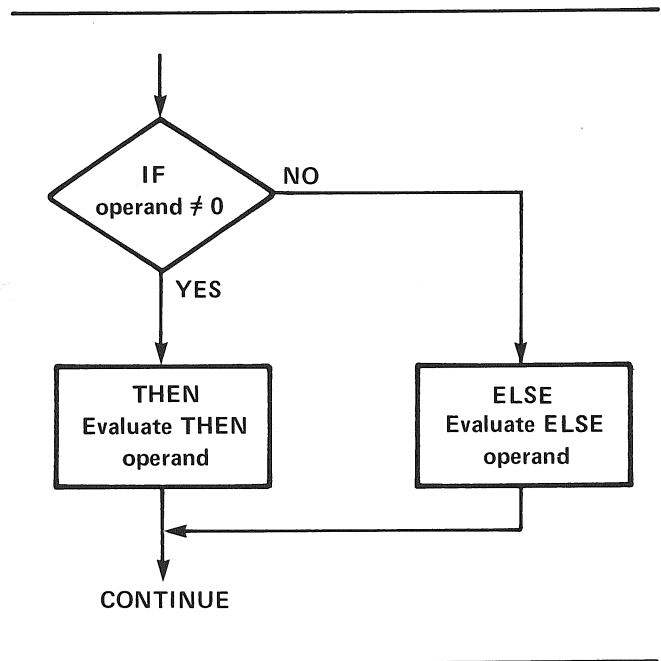 IF
operand ≠ 0
NO
YES
THEN
Evaluate THEN
operand
ELSE
Evaluate ELSE
operand
CONTINUE